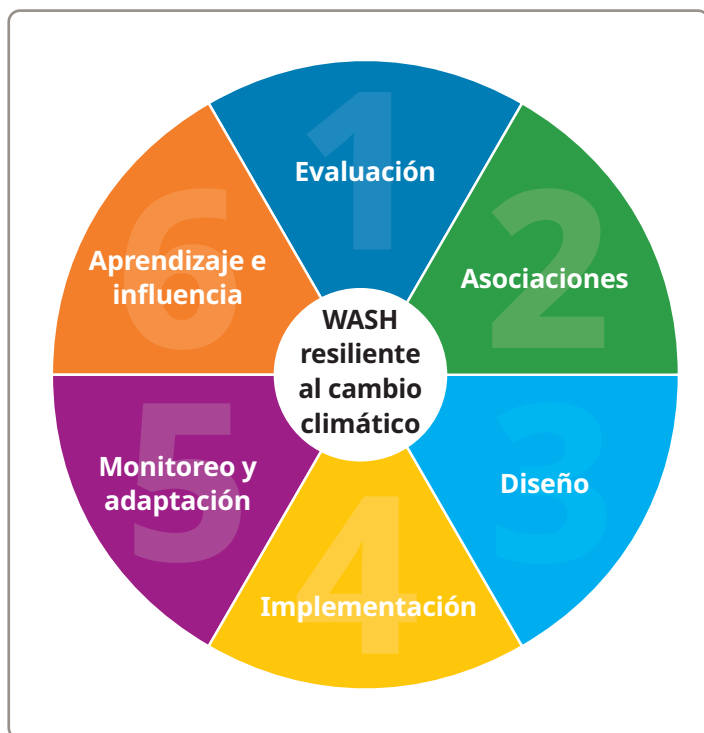 1
Evaluación
2
Asociaciones
3
Diseño
4
Implementación
5
Monitoreo y
adaptación
6
Aprendizaje e
influencia
WASH
resiliente
al cambio
climático